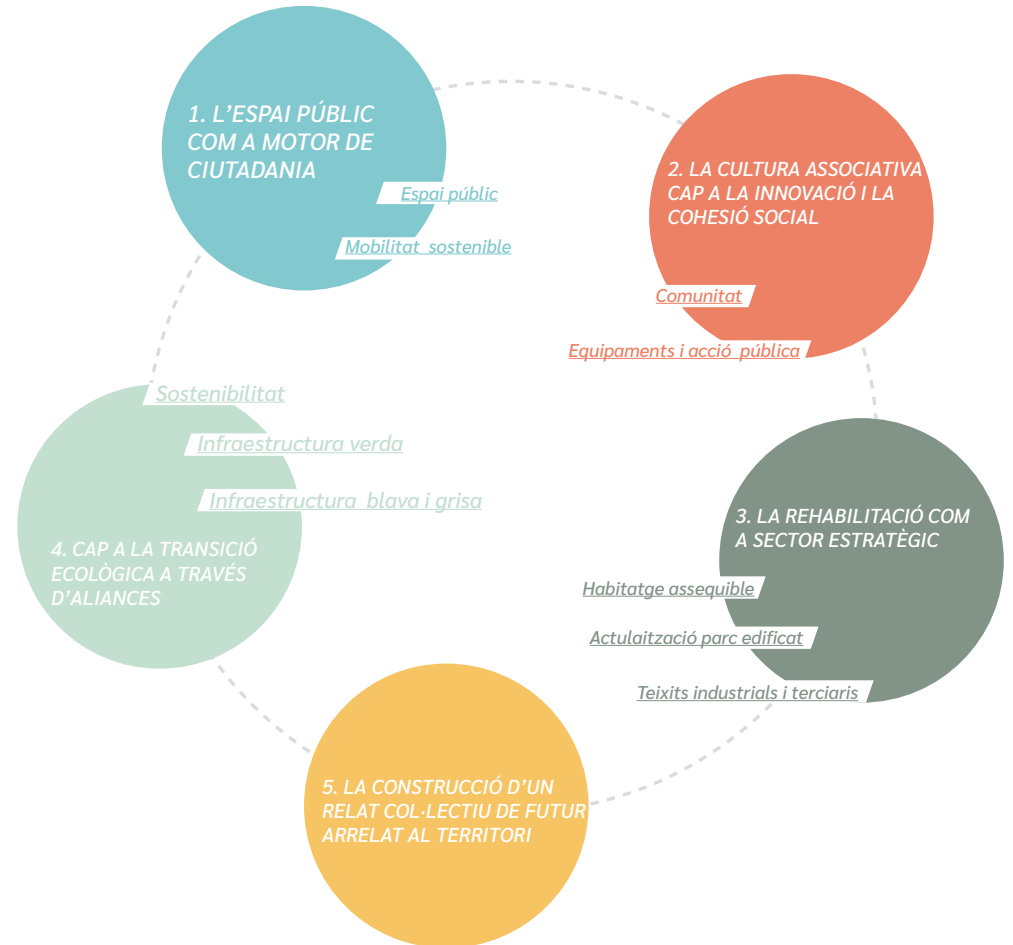 1. L’ESPAI PÚBLIC
COM A MOTOR DE
CIUTADANIA
Espai públic
Mobilitat sostenible
2. LA CULTURA ASSOCIATIVA
CAP A LA INNOVACIÓ I LA
COHESIÓ SOCIAL
Comunitat
Equipaments i acció pública
3. LA REHABILITACIÓ COM
A SECTOR ESTRATÈGIC
Habitatge assequible
Actulaització parc edificat
Teixits industrials i terciaris
Sostenibilitat
Infraestructura verda
Infraestructura blava i grisa
4. CAP A LA TRANSICIÓ
ECOLÒGICA A TRAVÉS
D’ALIANCES
5. LA CONSTRUCCIÓ D’UN
RELAT COL·LECTIU DE FUTUR
ARRELAT AL TERRITORI